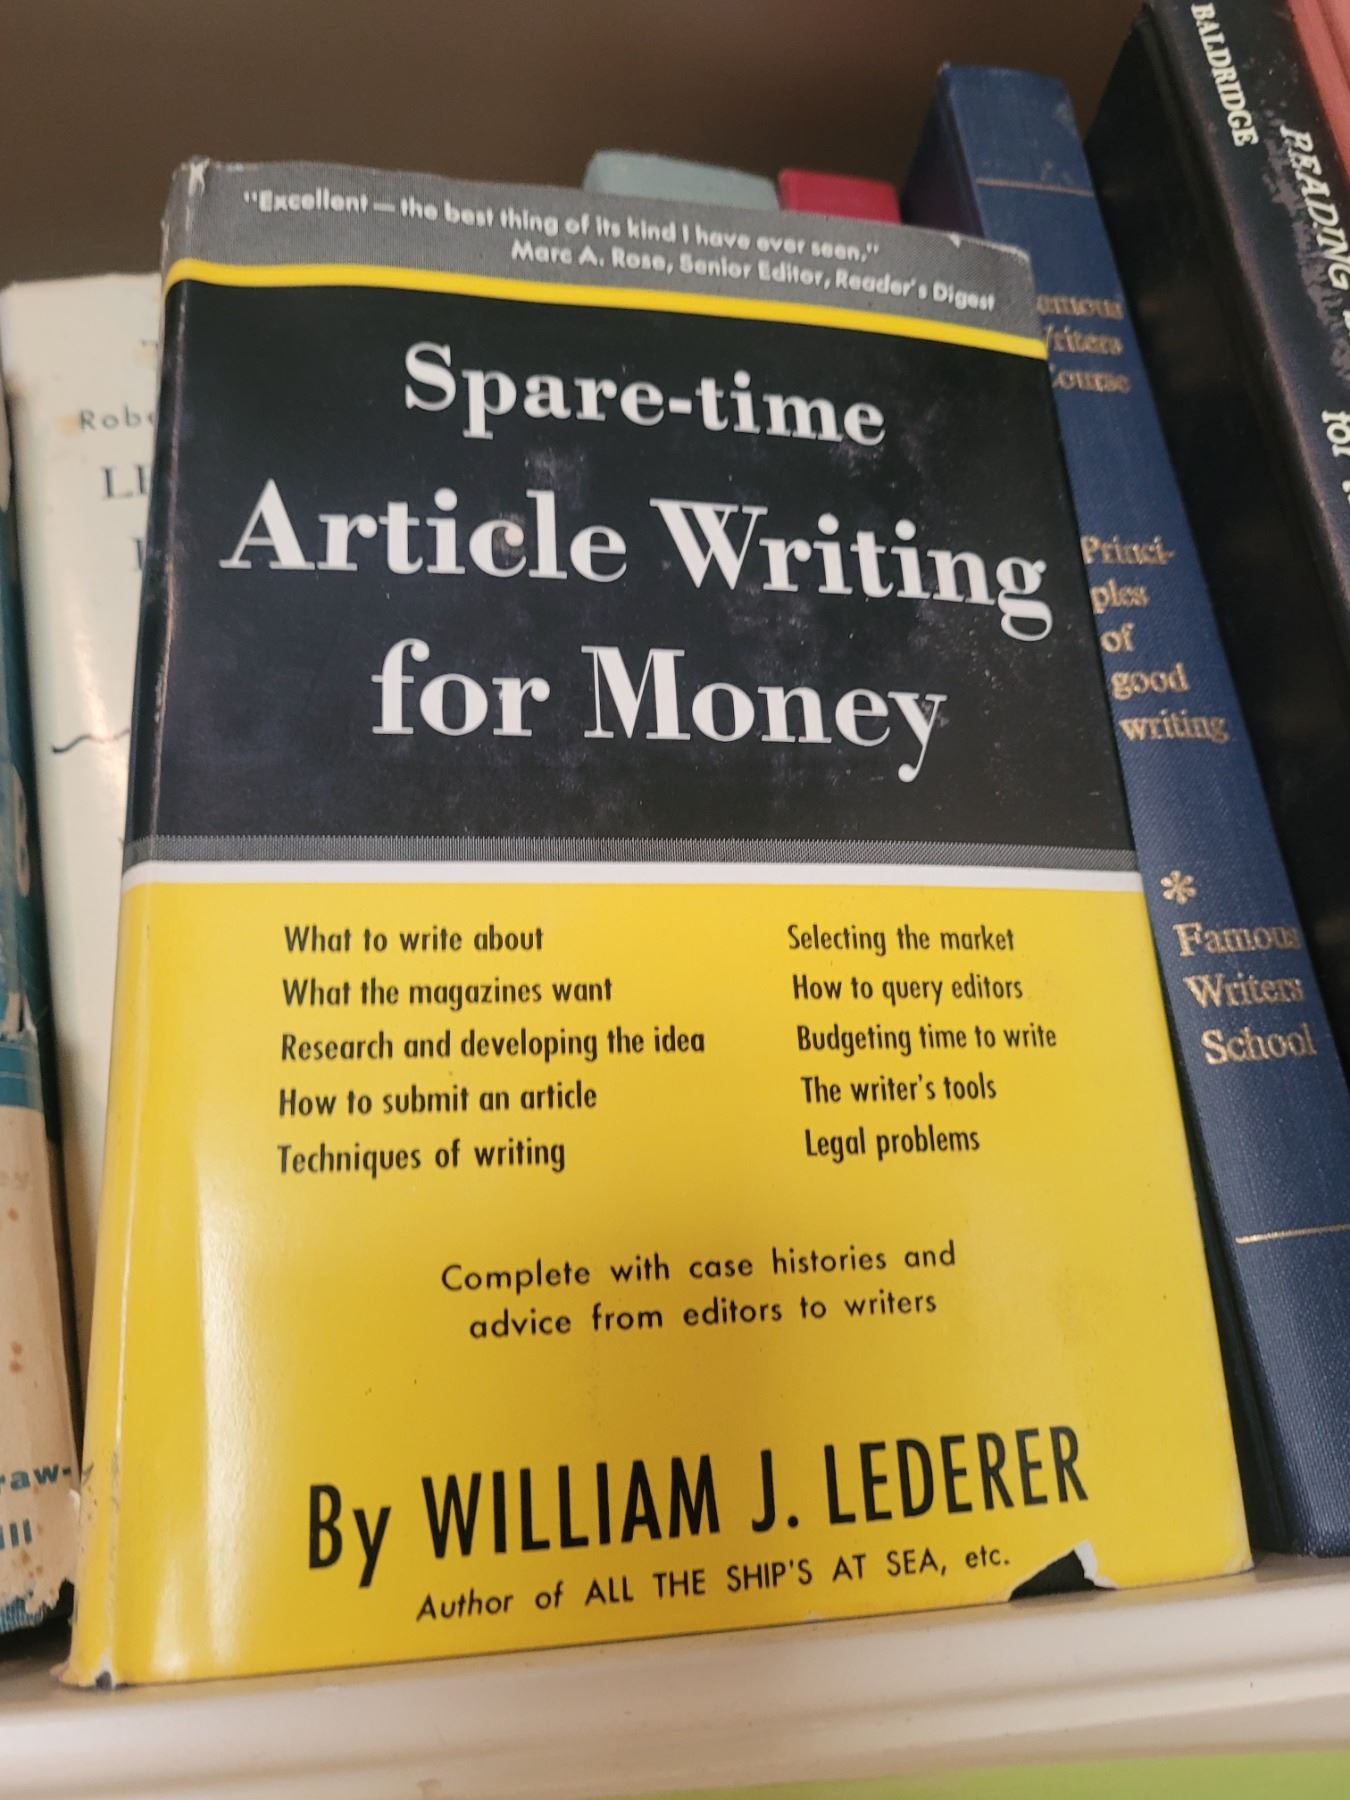 "Excellent — the best thing of its kind I have ever seen,"
Marc A. Rose, Senior Editor, Reader's Digest
Spare-time
Article Writing
for Money
What to write about
What the magazines want
Research and developing the idea
How to submit an article
Techniques of writing
Selecting the market
How to query editors
Budgeting time to write
The writer's tools
Legal problems
Complete with case histories and
advice from editors to writers
By WILLIAM J. LEDERER
Author of ALL THE SHIP'S AT SEA, etc.
Princi-
ples
of
good
writing
*
Famous
Writers
School
BALDRIDGE
READING
for